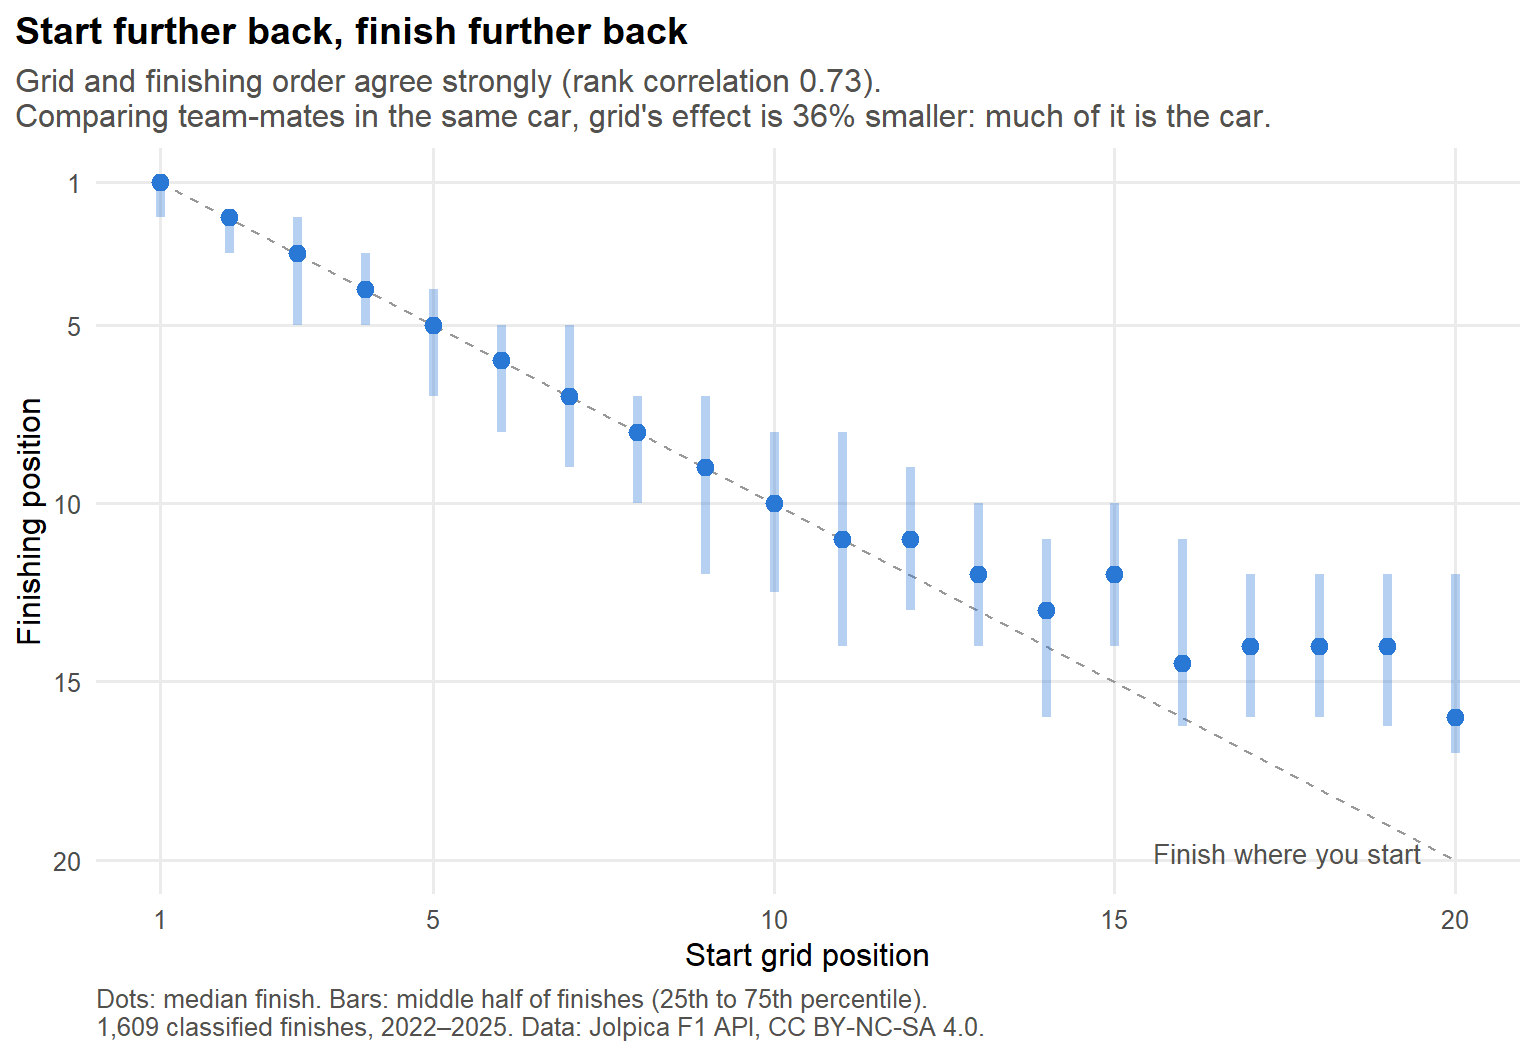 Start further back, finish further back
Grid and finishing order agree strongly (rank correlation 0.73).
Comparing team-mates in the same car, grid's effect is 36% smaller: much of it is the car.
Finishing position
1
5
10
15
20
Finish where you start
1
5
10
15
20
Start grid position
Dots: median finish. Bars: middle half of finishes (25th to 75th percentile).
1,609 classified finishes, 2022–2025. Data: Jolpica F1 API, CC BY-NC-SA 4.0.